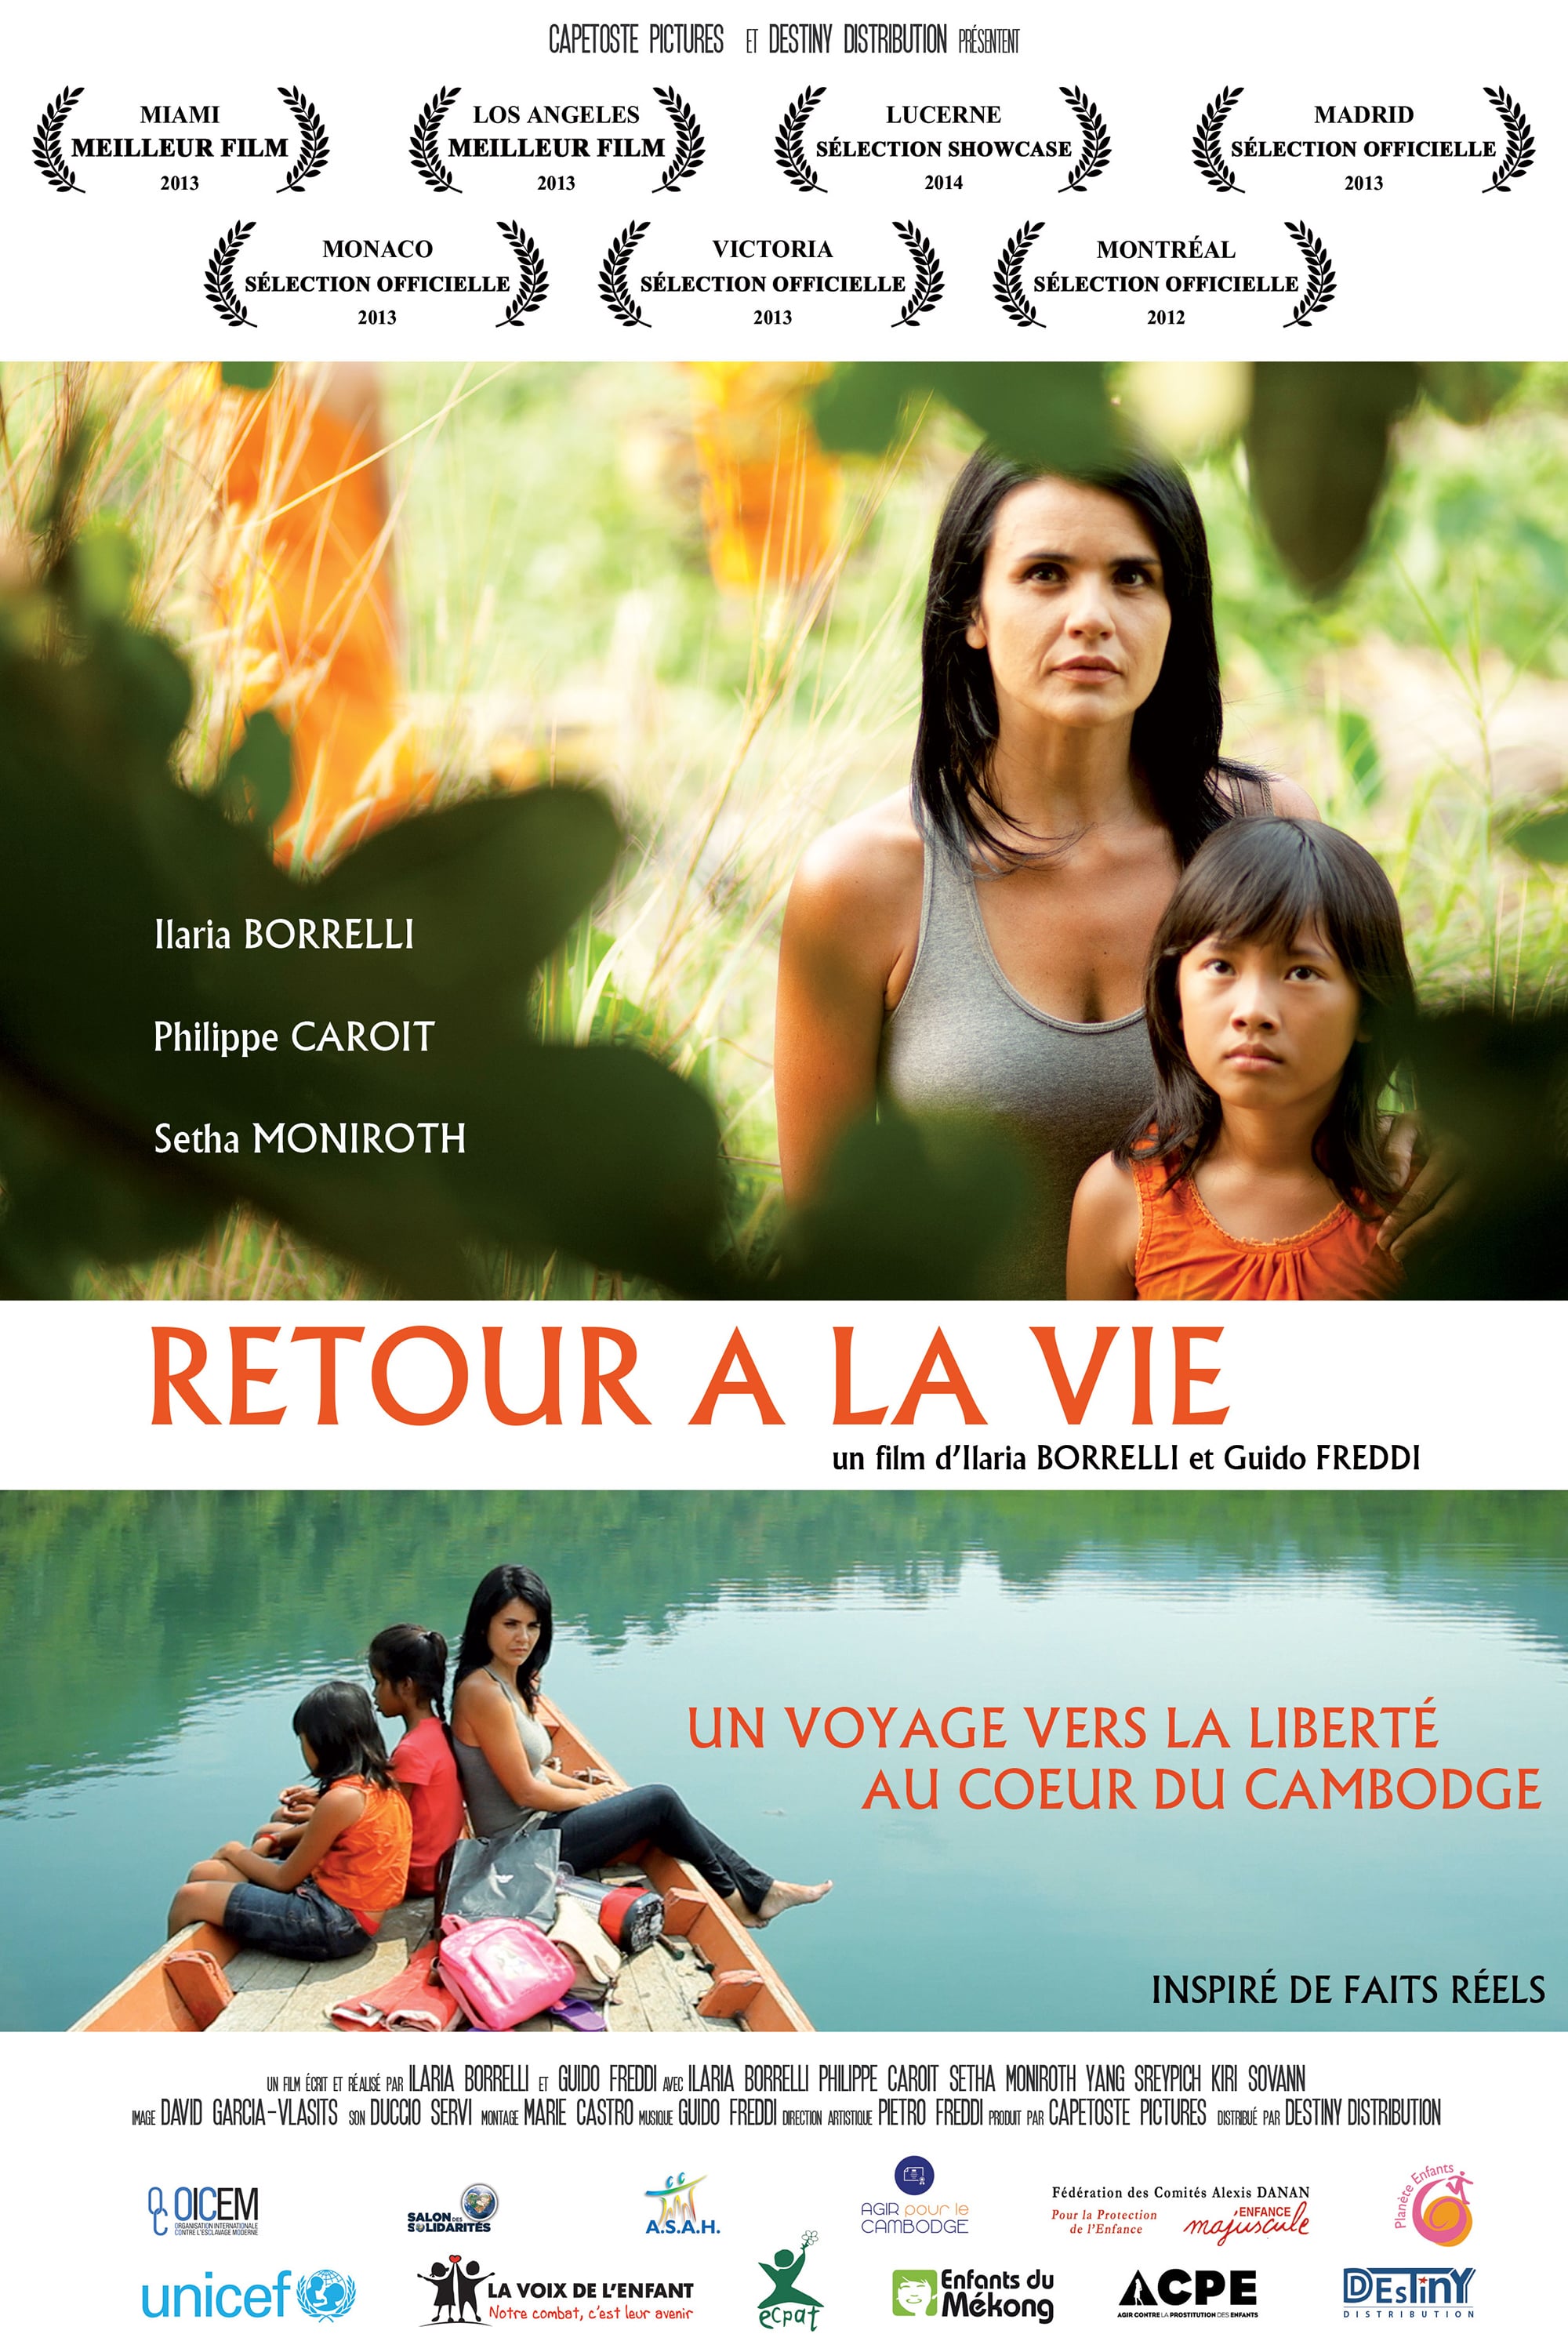 CAPETOSTE PICTURES ET DESTINY DISTRIBUTION PRÉSENTENT
MIAMI
MEILLEUR FILM
2013
LOS ANGELES
MEILLEUR FILM
2013
LUCERNE
SÉLECTION SHOWCASE
2014
MADRID
SÉLECTION OFFICIELLE
2013
MONACO
SÉLECTION OFFICIELLE
2013
VICTORIA
SÉLECTION OFFICIELLE
2013
MONTRÉAL
SÉLECTION OFFICIELLE
2012
Ilaria BORRELLI
Philippe CAROIT
Setha MONIROTH
RETOUR A LA VIE
un film d'Ilaria BORRELLI et Guido FREDDI
UN VOYAGE VERS LA LIBERTÉ
AU COEUR DU CAMBODGE
INSPIRÉ DE FAITS RÉELS
UN FILM ÉCRIT ET RÉALISÉ PAR ILARIA BORRELLI ET GUIDO FREDDI AVEC ILARIA BORRELLI PHILIPPE CAROIT SETHA MONIROTH YANG SREYPICH KIRI SOVANN
IMAGE DAVID GARCIA-VLASITS SON DUCCIO SERVI MONTAGE MARIE CASTRO MUSIQUE GUIDO FREDDI DIRECTION ARTISTIQUE PIETRO FREDDI PRODUIT PAR CAPETOSTE PICTURES DISTRIBUÉ PAR DESTINY DISTRIBUTION
OICEM
ORGANISATION INTERNATIONALE
CONTRE L'ESCLAVAGE MODERNE
SALON DES
SOLIDARITÉS
A.S.A.H.
AGIR pour le
CAMBODGE
Fédération des Comités Alexis DANAN
Pour la Protection
de l'Enfance
ENFANCE
majuscule
Planète Enfants
unicef
LA VOIX DE L'ENFANT
Notre combat, c'est leur avenir
ecpat
Enfants du
Mékong
ACPE
AGIR CONTRE LA PROSTITUTION DES ENFANTS
DESTINY
DISTRIBUTION